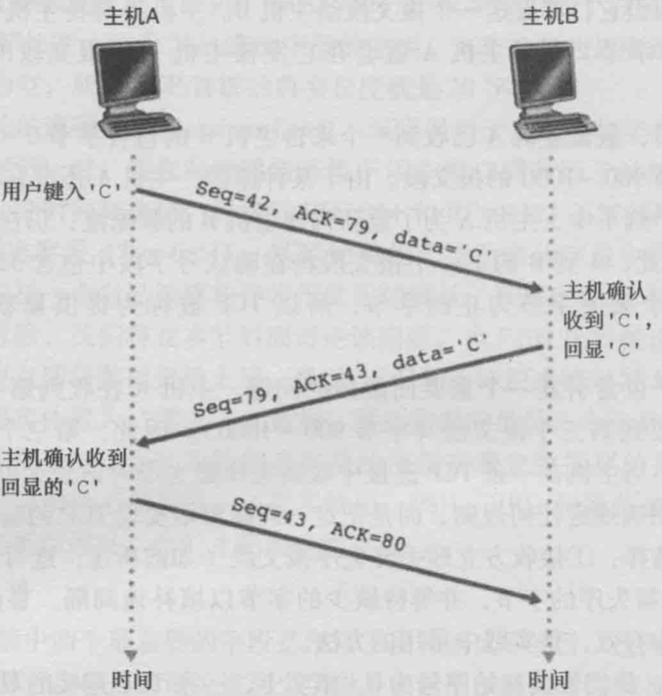 主机A
主机B
用户键入'C'
Seq=42, ACK=79, data='C'
主机确认
收到'C',
回显'C'
Seq=79, ACK=43, data='C'
主机确认收到
回显的'C'
Seq=43, ACK=80
时间
时间